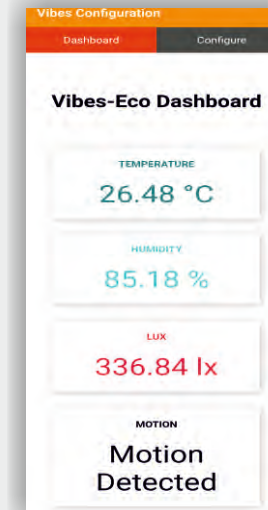 Vibes Configuration
Dashboard Configure
Vibes-Eco Dashboard
TEMPERATURE
26.48 °C
HUMIDITY
85.18 %
LUX
336.84 lx
MOTION
Motion
Detected